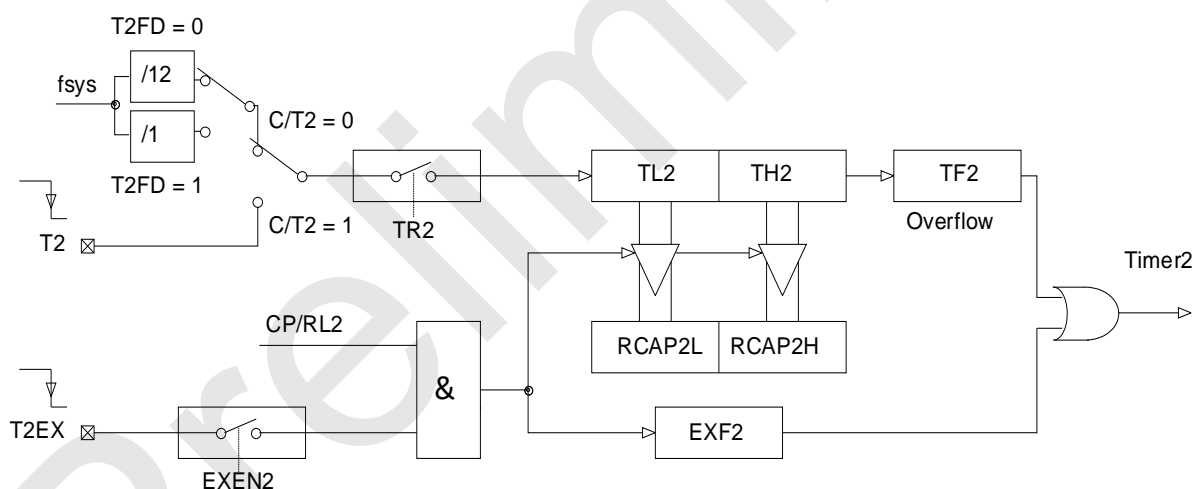 T2FD = 0
/12
fsys
C/T2 = 0
/1
T2FD = 1
T2
C/T2 = 1
TR2
TL2 TH2
TF2
Overflow
Timer2
CP/RL2
RCAP2L RCAP2H
&
T2EX
EXF2
EXEN2
Prelimi